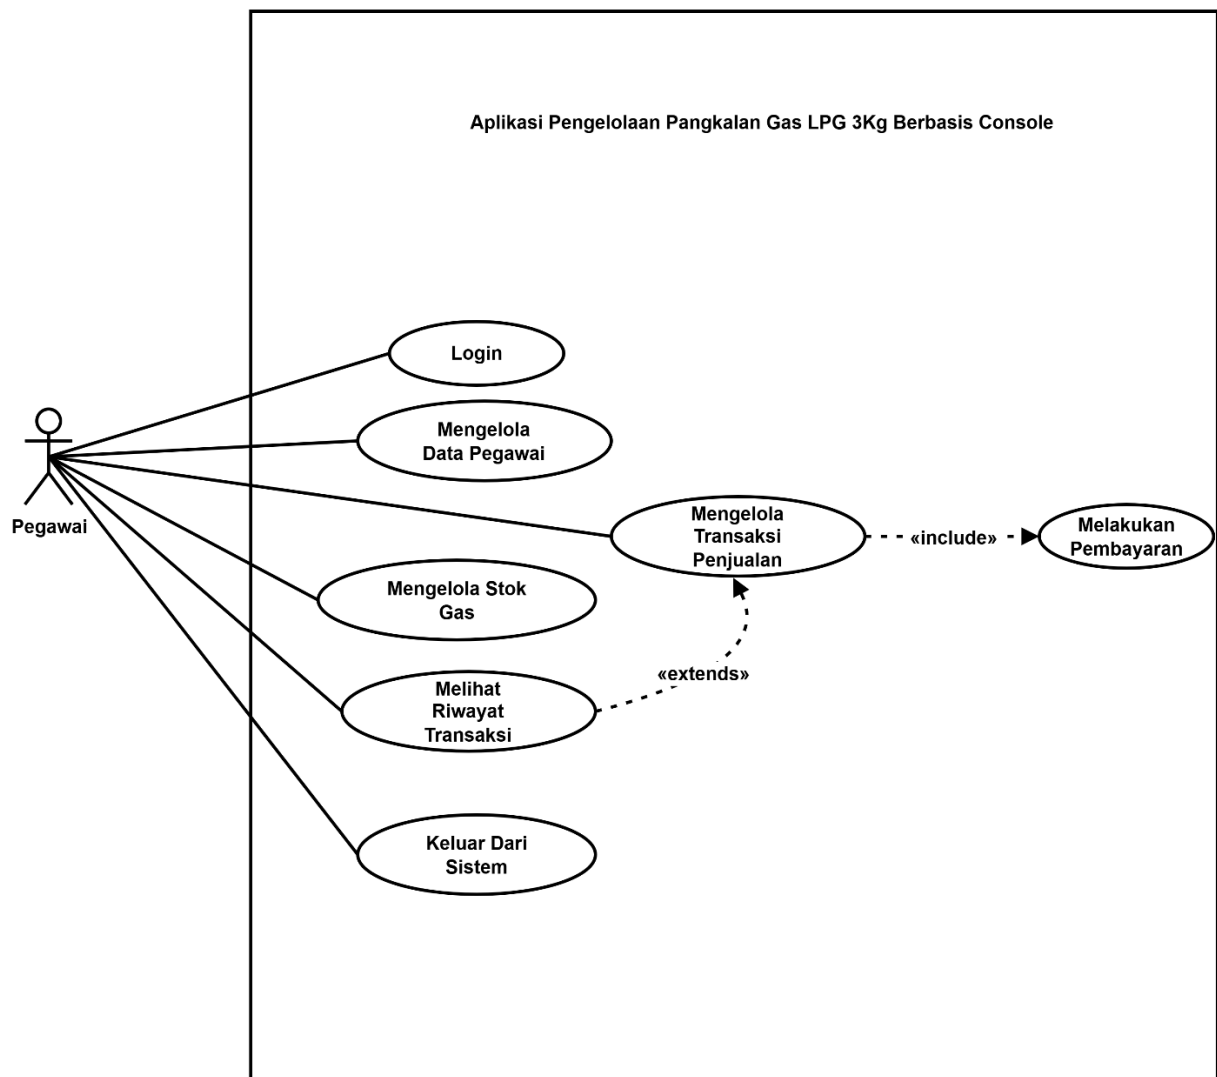 Aplikasi Pengelolaan Pangkalan Gas LPG 3Kg Berbasis Console
Login
Mengelola
Data Pegawai
Pegawai
Mengelola
Transaksi
Penjualan
«include»
Melakukan
Pembayaran
Mengelola Stok
Gas
«extends»
Melihat
Riwayat
Transaksi
Keluar Dari
Sistem